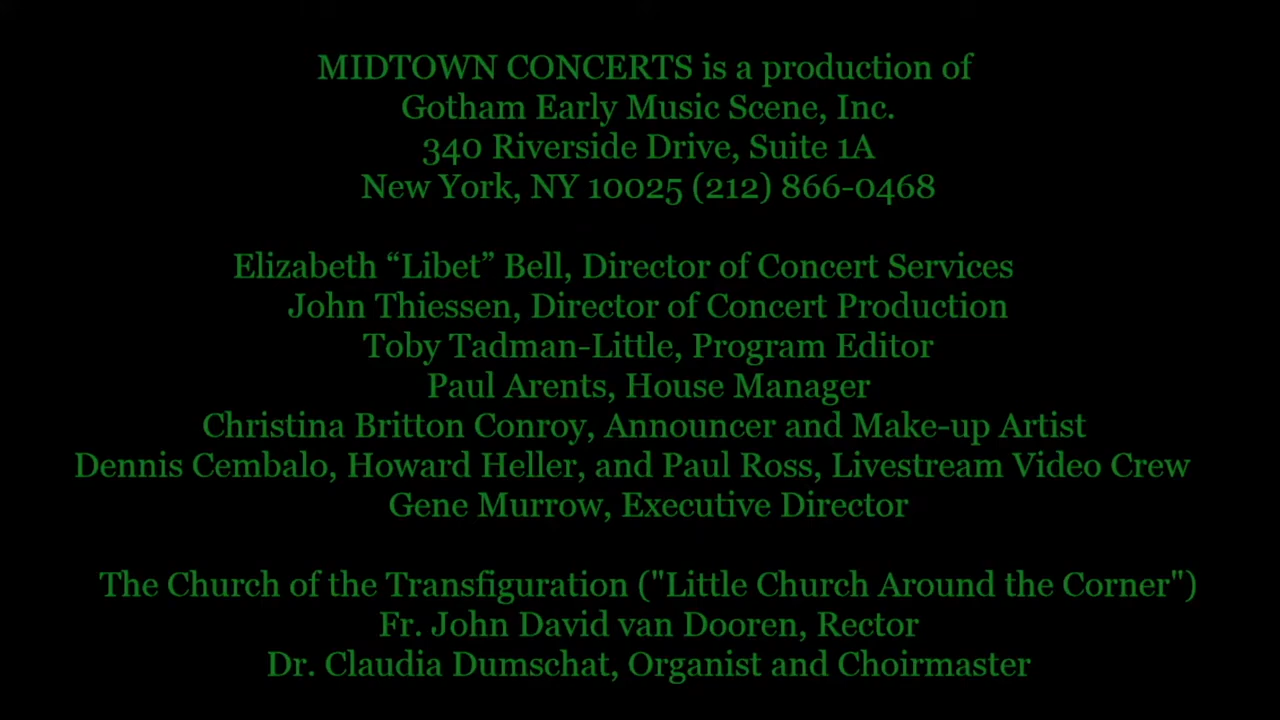 MIDTOWN CONCERTS is a production of
Gotham Early Music Scene, Inc.
340 Riverside Drive, Suite 1A
New York, NY 10025 (212) 866-0468
Elizabeth “Libet” Bell, Director of Concert Services
John Thiessen, Director of Concert Production
Toby Tadman-Little, Program Editor
Paul Arents, House Manager
Christina Britton Conroy, Announcer and Make-up Artist
Dennis Cembalo, Howard Heller, and Paul Ross, Livestream Video Crew
Gene Murrow, Executive Director
The Church of the Transfiguration ("Little Church Around the Corner")
Fr. John David van Dooren, Rector
Dr. Claudia Dumschat, Organist and Choirmaster